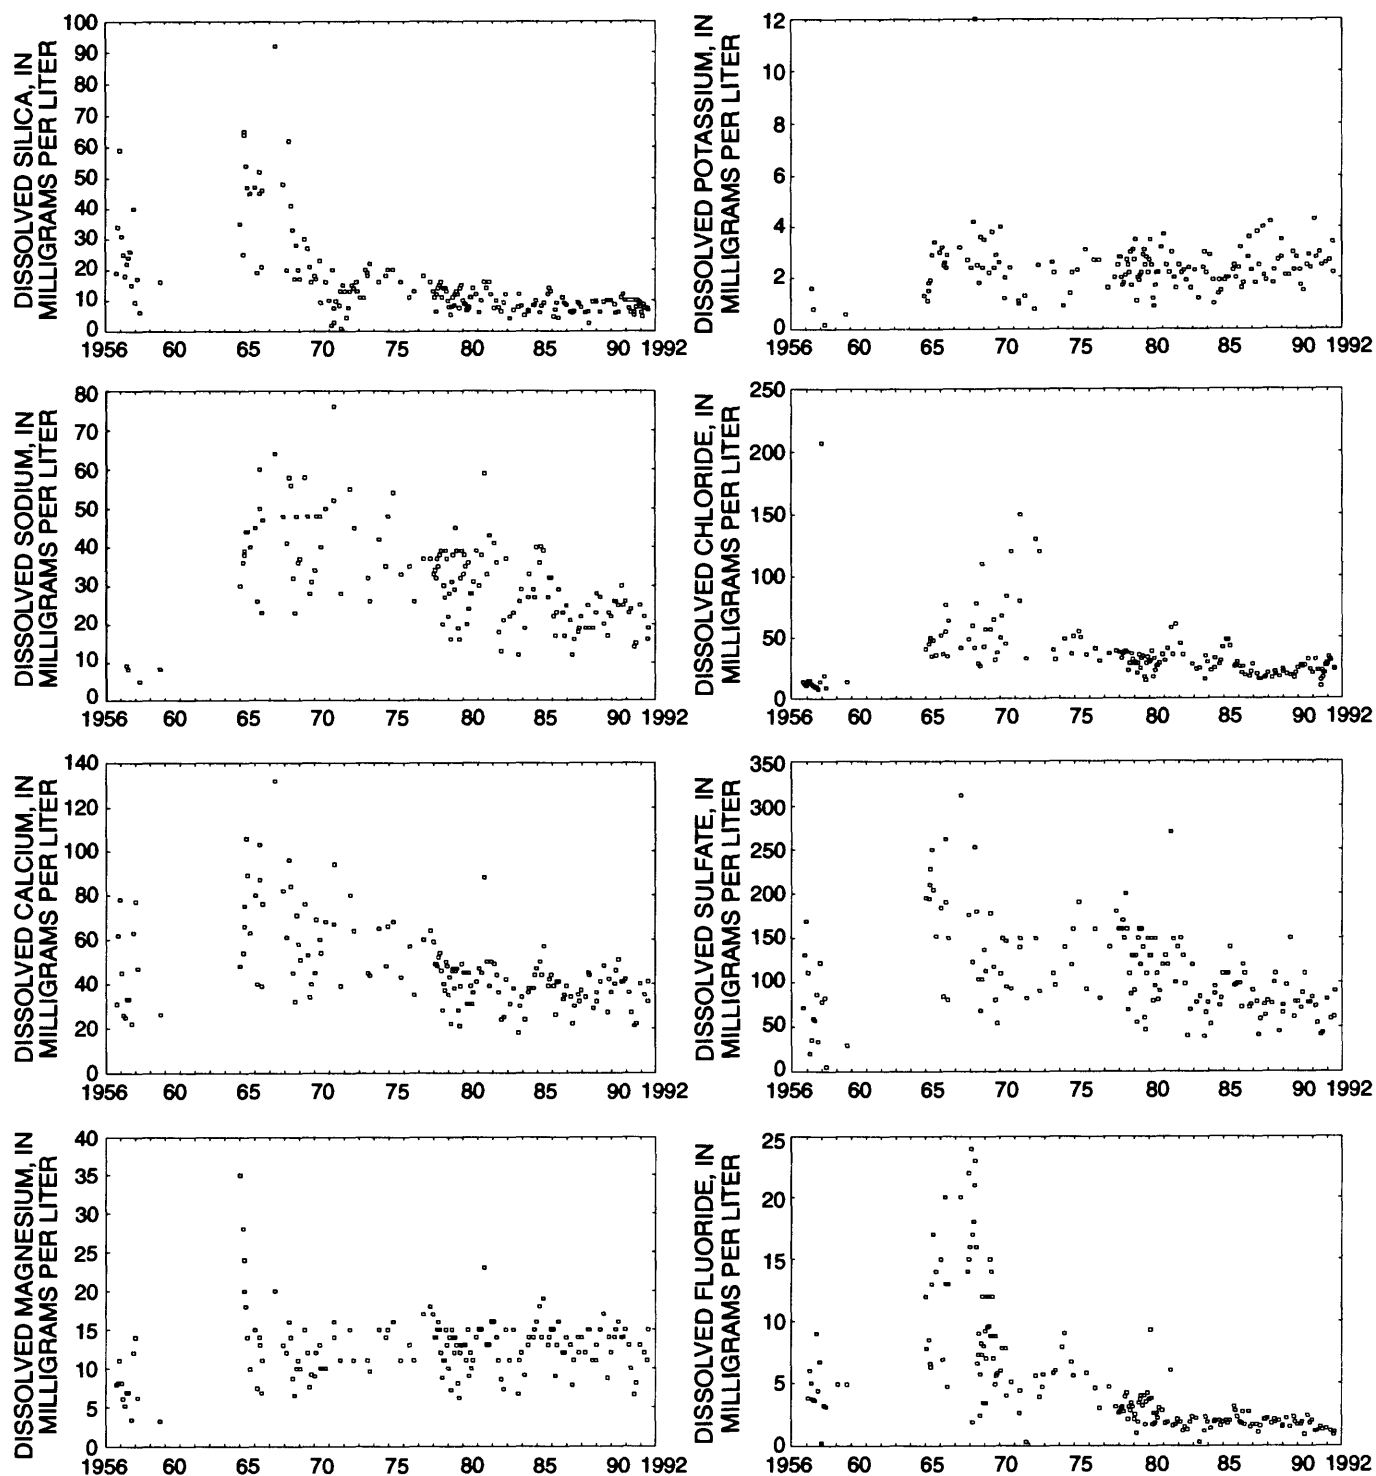 DISSOLVED SILICA, IN
MILLIGRAMS PER LITER
100
90
80
70
60
50
40
30
20
10
0
1956 60 65 70 75 80 85 90 1992
DISSOLVED POTASSIUM, IN
MILLIGRAMS PER LITER
12
10
8
6
4
2
0
1956 60 65 70 75 80 85 90 1992
DISSOLVED SODIUM, IN
MILLIGRAMS PER LITER
80
70
60
50
40
30
20
10
0
1956 60 65 70 75 80 85 90 1992
DISSOLVED CHLORIDE, IN
MILLIGRAMS PER LITER
250
200
150
100
50
0
1956 60 65 70 75 80 85 90 1992
DISSOLVED CALCIUM, IN
MILLIGRAMS PER LITER
140
120
100
80
60
40
20
0
1956 60 65 70 75 80 85 90 1992
DISSOLVED SULFATE, IN
MILLIGRAMS PER LITER
350
300
250
200
150
100
50
0
1956 60 65 70 75 80 85 90 1992
DISSOLVED MAGNESIUM, IN
MILLIGRAMS PER LITER
40
35
30
25
20
15
10
5
0
1956 60 65 70 75 80 85 90 1992
DISSOLVED FLUORIDE, IN
MILLIGRAMS PER LITER
25
20
15
10
5
0
1956 60 65 70 75 80 85 90 1992